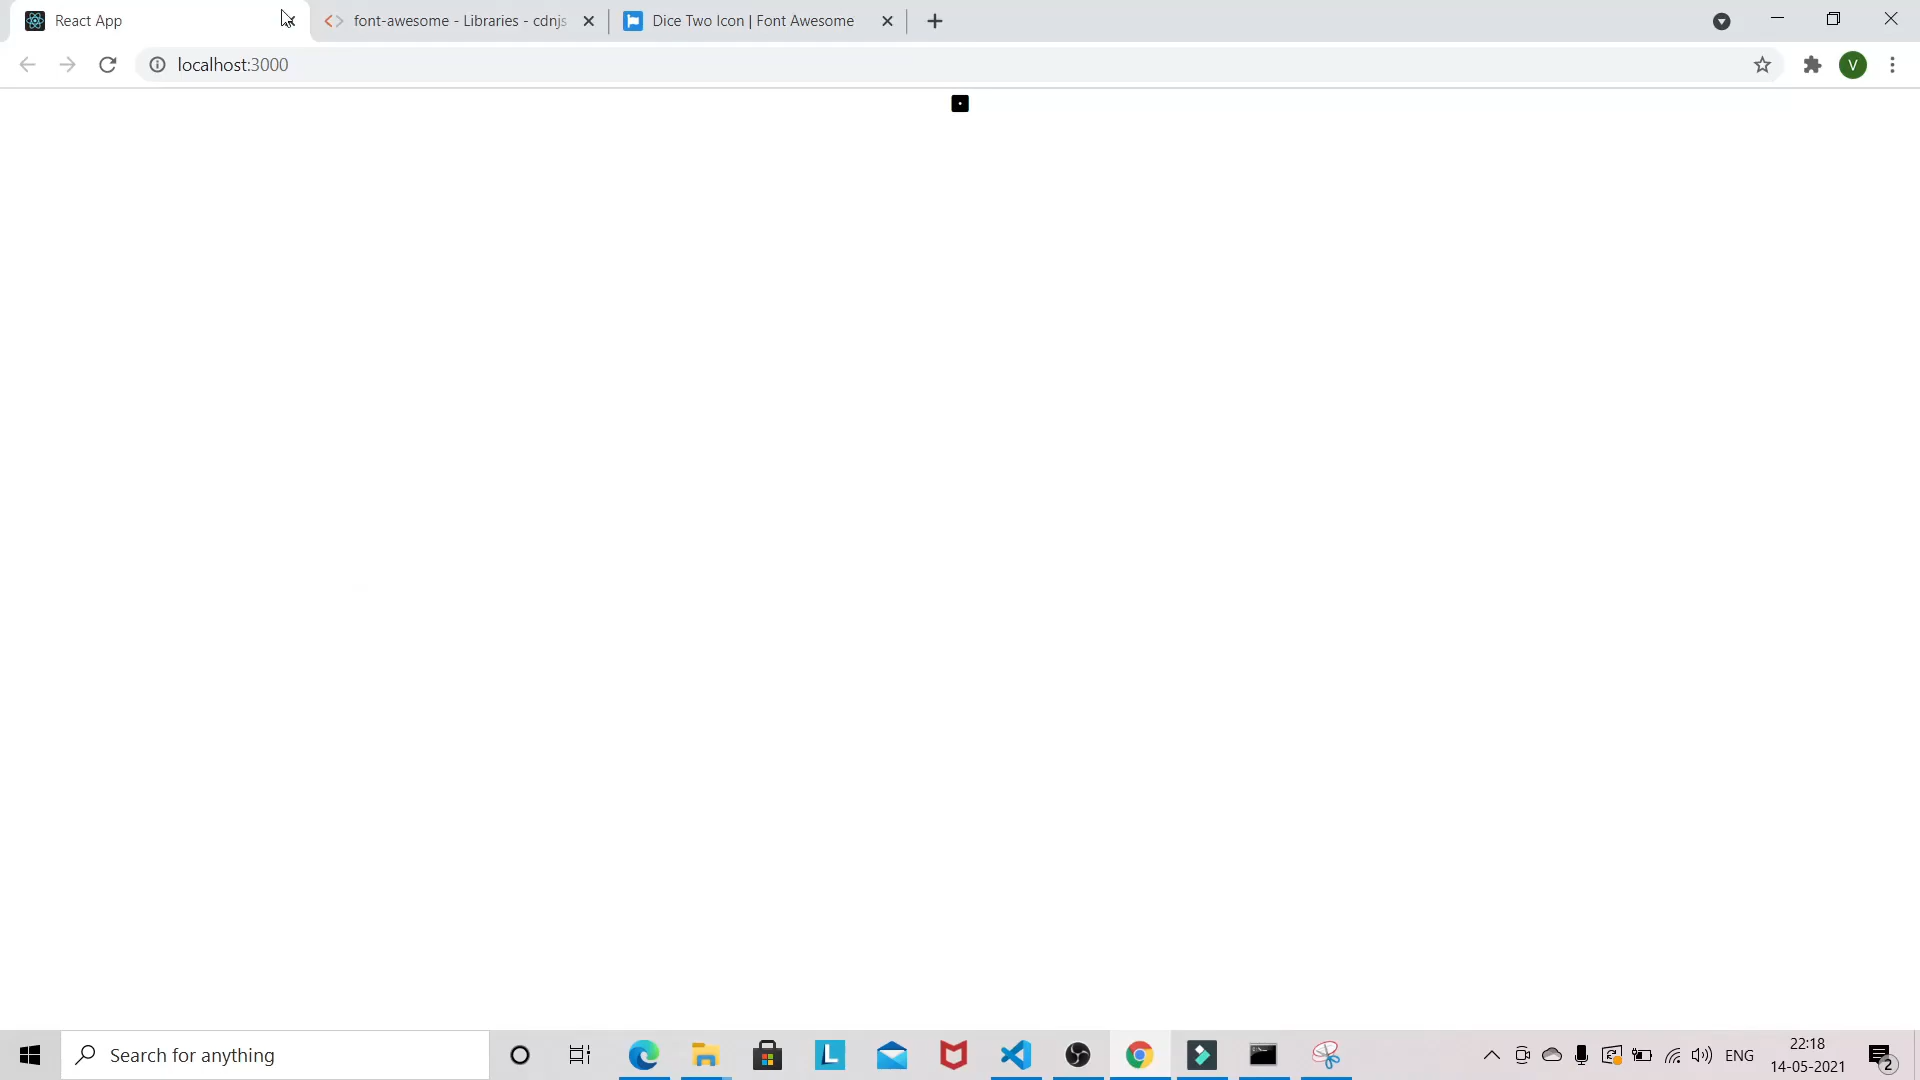 React App
font-awesome - Libraries - cdnjs
Dice Two Icon | Font Awesome
localhost:3000
V
Search for anything
L
ENG
22:18
14-05-2021
2